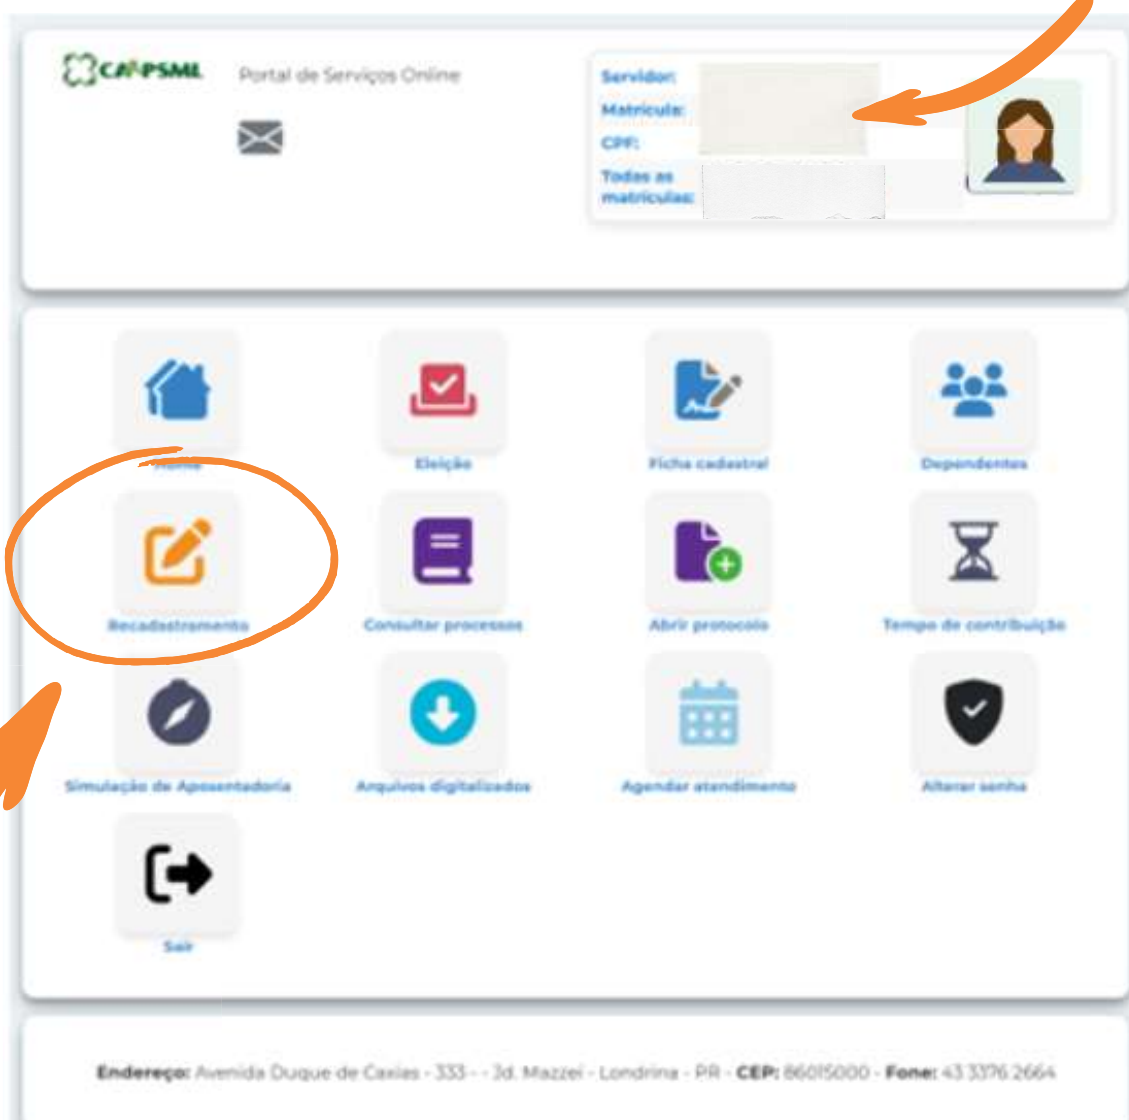 CAAPSML
Portal de Serviços Online
Servidor:
Matrícula:
CPF:
Todas as
matrículas:
Home
Eleição
Ficha cadastral
Dependentes
Recadastramento
Consultar processos
Abrir protocolo
Tempo de contribuição
Simulação de Aposentadoria
Arquivos digitalizados
Agendar atendimento
Alterar senha
Sair
Endereço: Avenida Duque de Caxias - 333 - - Jd. Mazzei - Londrina - PR - CEP: 86015000 - Fone: 43 3376 2664